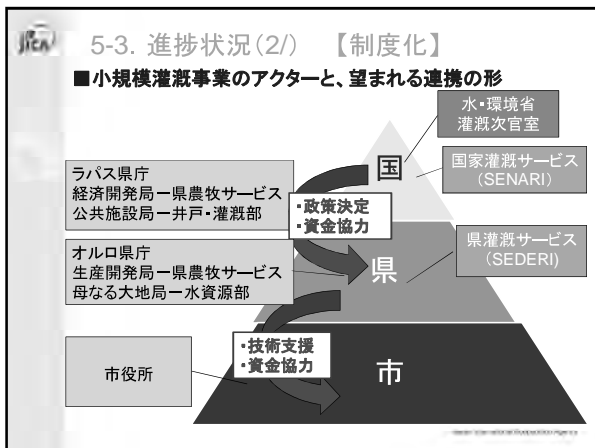 jica
5-3. 進捗状況(2/) 【制度化】
■小規模灌漑事業のアクターと、望まれる連携の形
水・環境省
灌漑次官室
国
国家灌漑サービス
(SENARI)
ラパス県庁
経済開発局ー県農牧サービス
公共施設局ー井戸・灌漑部
・政策決定
・資金協力
県灌漑サービス
(SEDERI)
オルロ県庁
生産開発局ー県農牧サービス
母なる大地局ー水資源部
県
・技術支援
・資金協力
市役所
市
Japan International Cooperation Agency